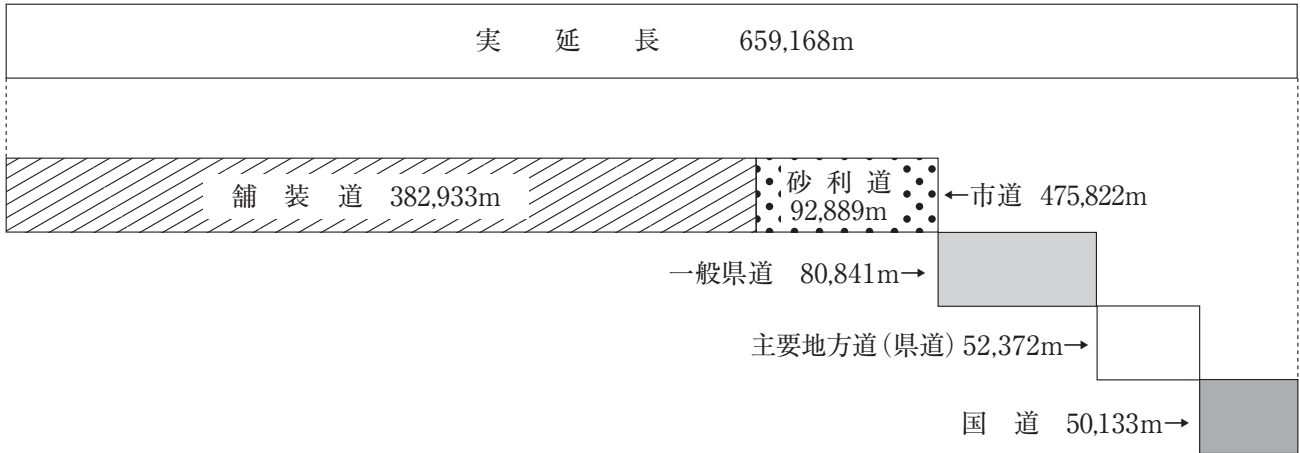 実延長 659,168m
舗装道 382,933m
砂利道
92,889m
←市道 475,822m
一般県道 80,841m→
主要地方道(県道)52,372m→
国道 50,133m→